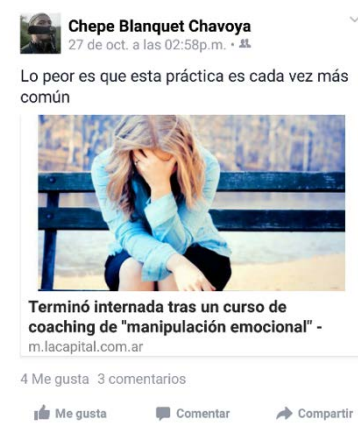 Chepe Blanquet Chavoya
27 de oct. a las 02:58p.m. •
Lo peor es que esta práctica es cada vez más
común
Terminó internada tras un curso de
coaching de "manipulación emocional" -
m.lacapital.com.ar
4 Me gusta 3 comentarios
Me gusta Comentar Compartir